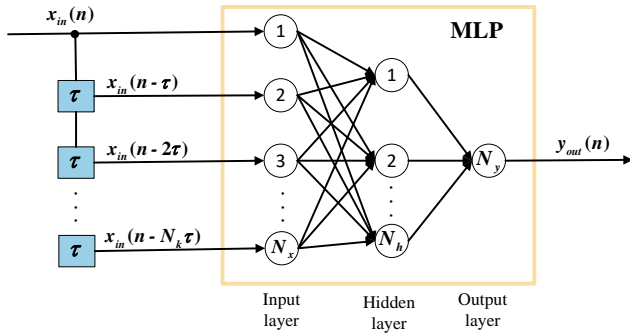 x_in(n)
MLP
1
1
τ
x_in(n - τ)
2
τ
x_in(n - 2τ)
3
2
N_y
y_out(n)
τ
x_in(n - N_k τ)
N_x
N_h
Input
layer
Hidden
layer
Output
layer